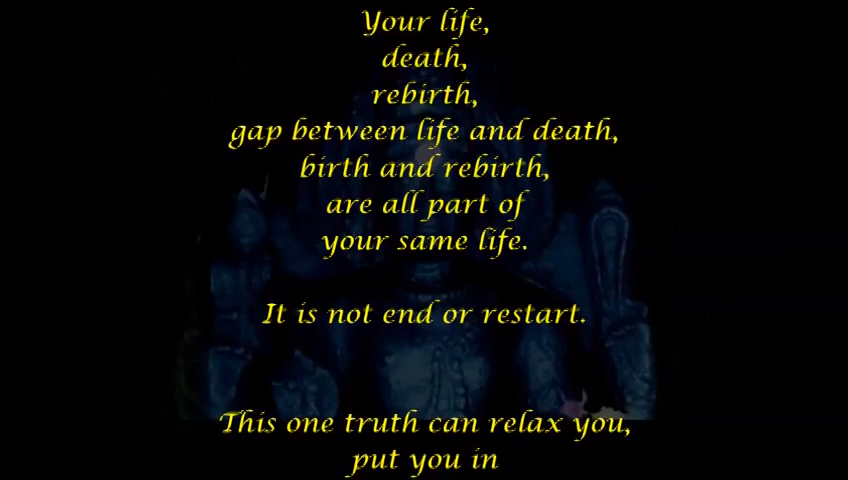 Your life,
death,
rebirth,
gap between life and death,
birth and rebirth,
are all part of
your same life.
It is not end or restart.
This one truth can relax you,
put you in